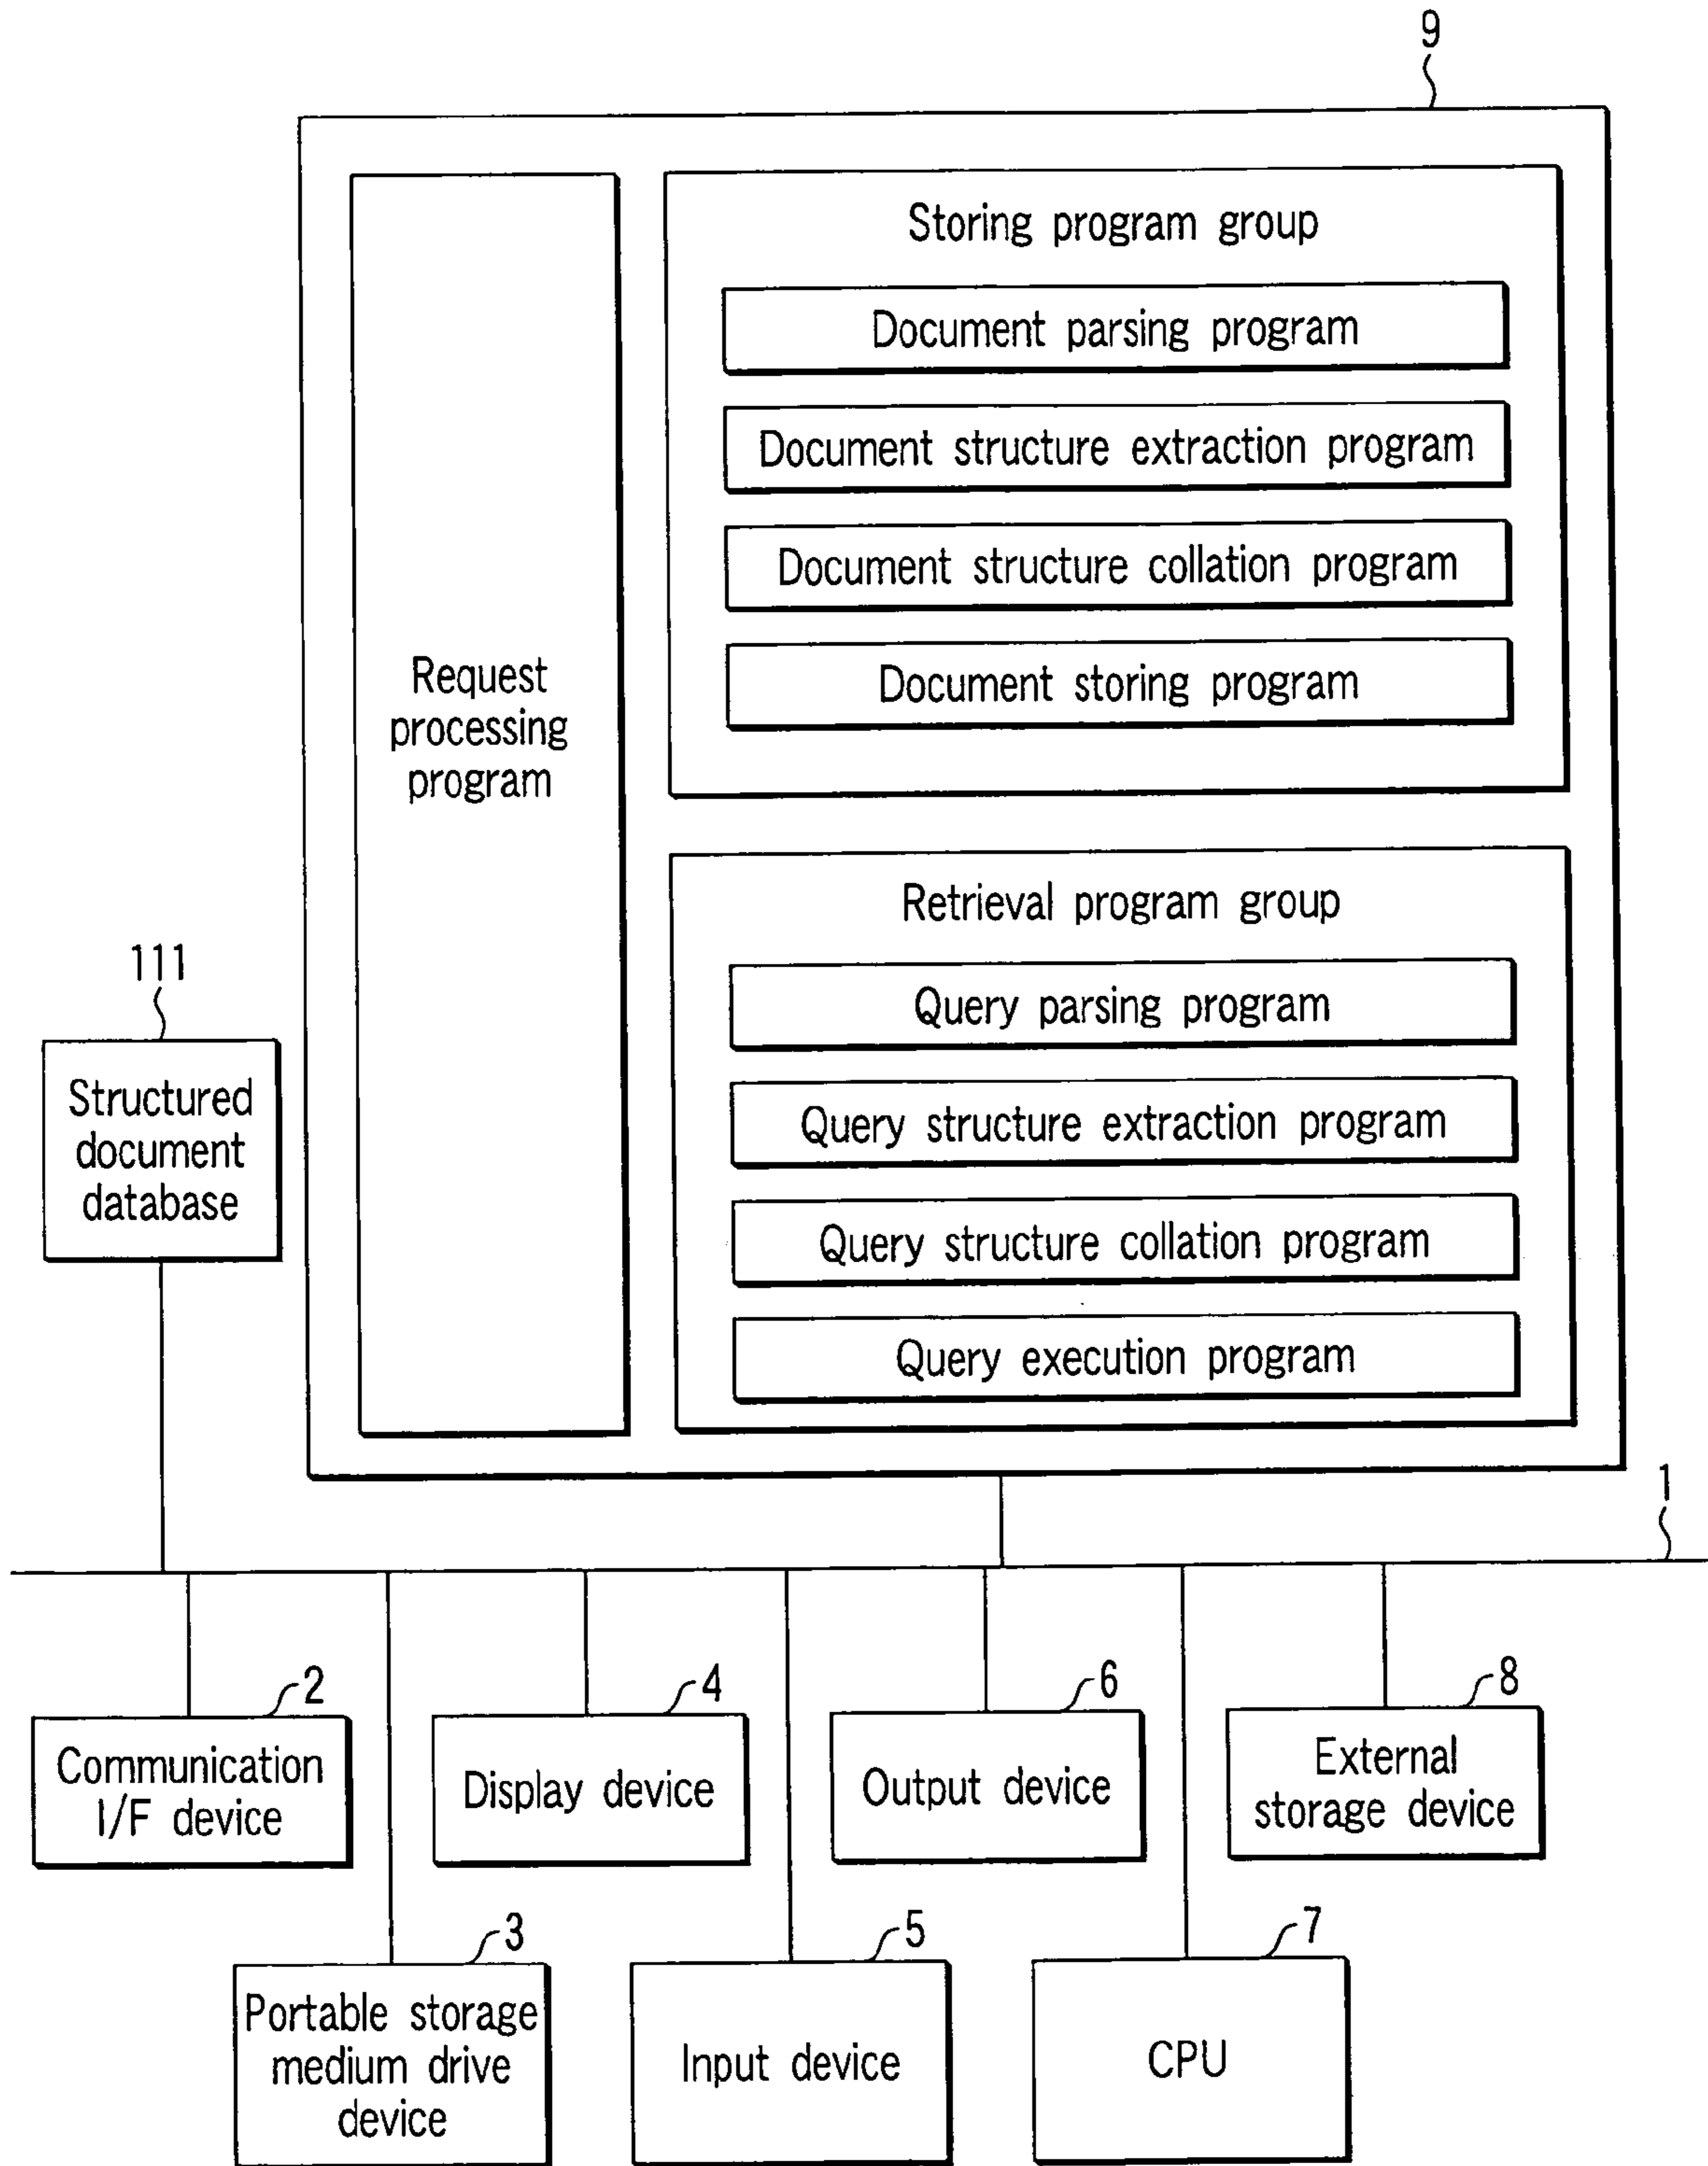 9
Storing program group
Document parsing program
Document structure extraction program
Document structure collation program
Document storing program
Request
processing
program
Retrieval program group
Query parsing program
Query structure extraction program
Query structure collation program
Query execution program
111
Structured
document
database
1
2
Communication
I/F device
4
Display device
6
Output device
8
External
storage device
3
Portable storage
medium drive
device
5
Input device
7
CPU